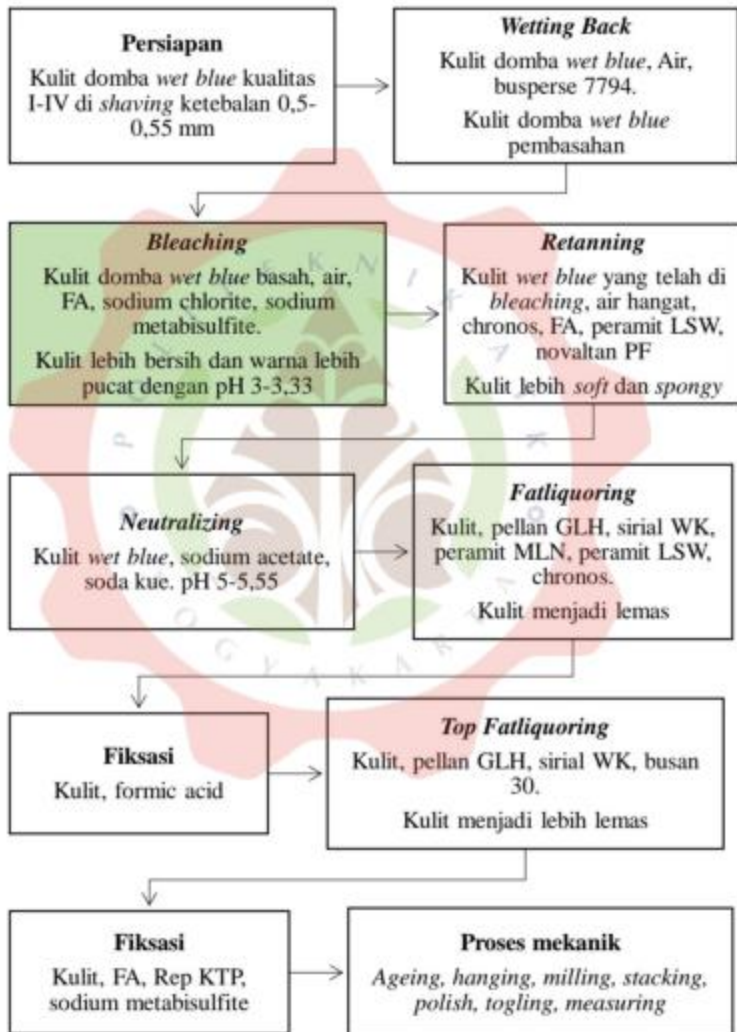 Persiapan
Kulit domba wet blue kualitas
I-IV di shaving ketebalan 0,5-
0,55 mm
Wetting Back
Kulit domba wet blue, Air,
busperse 7794.
Kulit domba wet blue
pembasahan
Bleaching
Kulit domba wet blue basah, air,
FA, sodium chlorite, sodium
metabisulfite.
Kulit lebih bersih dan warna lebih
pucat dengan pH 3-3,33
Retanning
Kulit wet blue yang telah di
bleaching, air hangat,
chronos, FA, peramit LSW,
novaltan PF
Kulit lebih soft dan spongy
Neutralizing
Kulit wet blue, sodium acetate,
soda kue. pH 5-5,55
Fatliquoring
Kulit, pellan GLH, sirial WK,
peramit MLN, peramit LSW,
chronos.
Kulit menjadi lemas
Fiksasi
Kulit, formic acid
Top Fatliquoring
Kulit, pellan GLH, sirial WK, busan
30.
Kulit menjadi lebih lemas
Fiksasi
Kulit, FA, Rep KTP,
sodium metabisulfite
Proses mekanik
Ageing, hanging, milling, stacking,
polish, togling, measuring
YOGYAKARTA